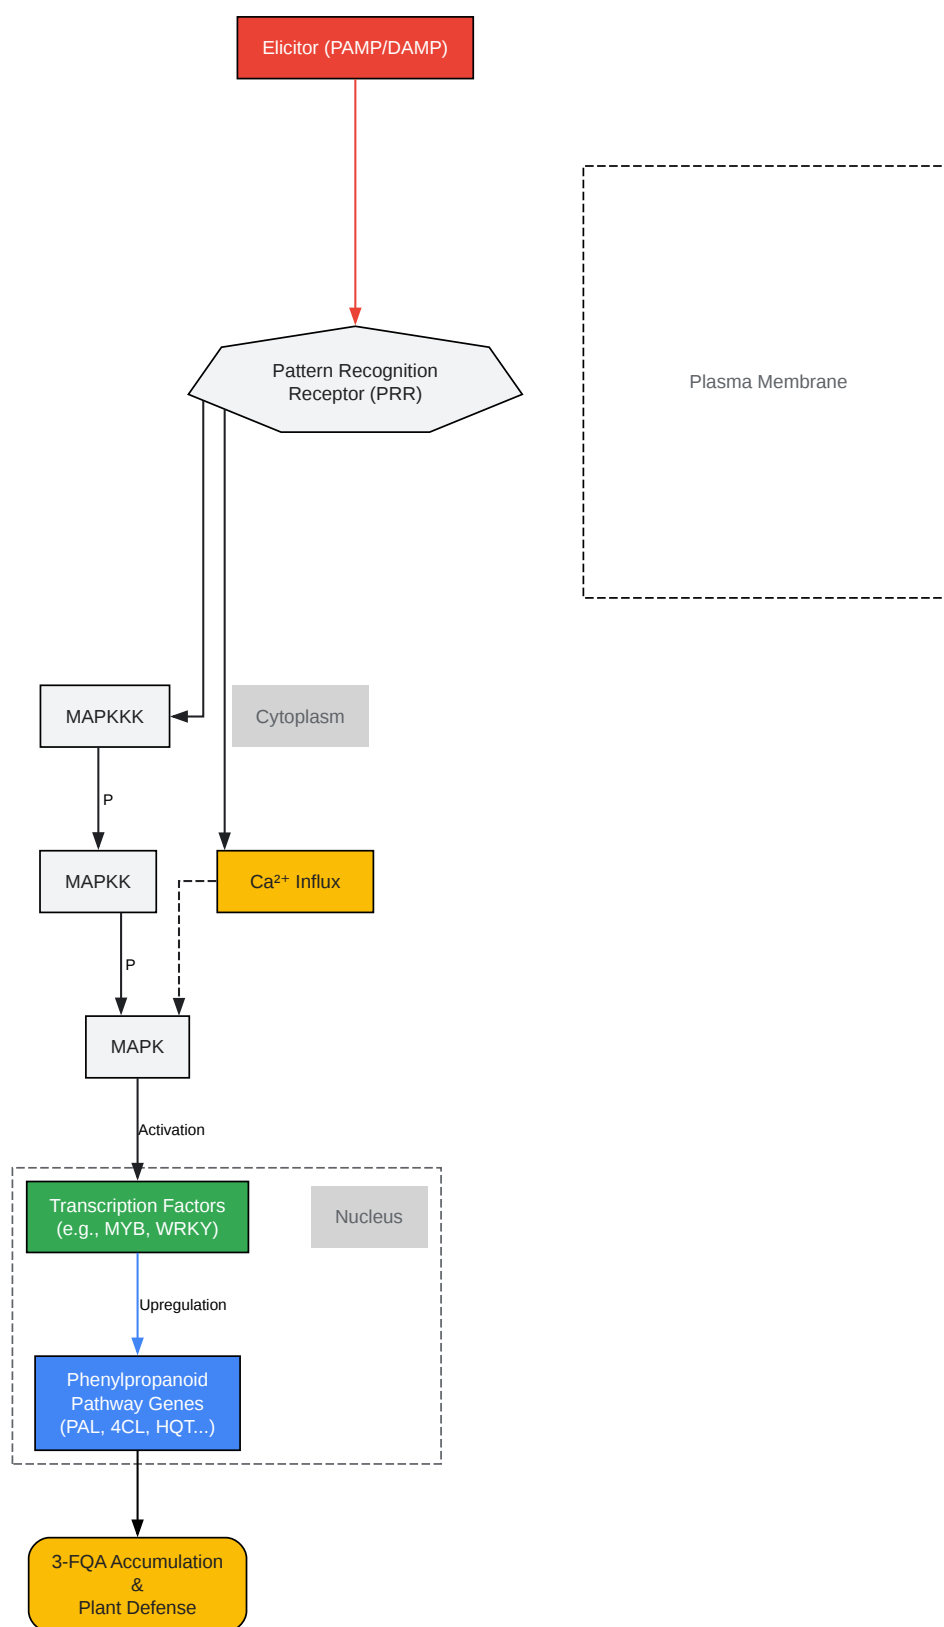 Elicitor (PAMP/DAMP)
Pattern Recognition
Receptor (PRR)
Plasma Membrane
MAPKKK
Cytoplasm
P
MAPKK
Ca²⁺ Influx
P
MAPK
Activation
Transcription Factors
(e.g., MYB, WRKY)
Nucleus
Upregulation
Phenylpropanoid
Pathway Genes
(PAL, 4CL, HQT...)
3-FQA Accumulation
&
Plant Defense